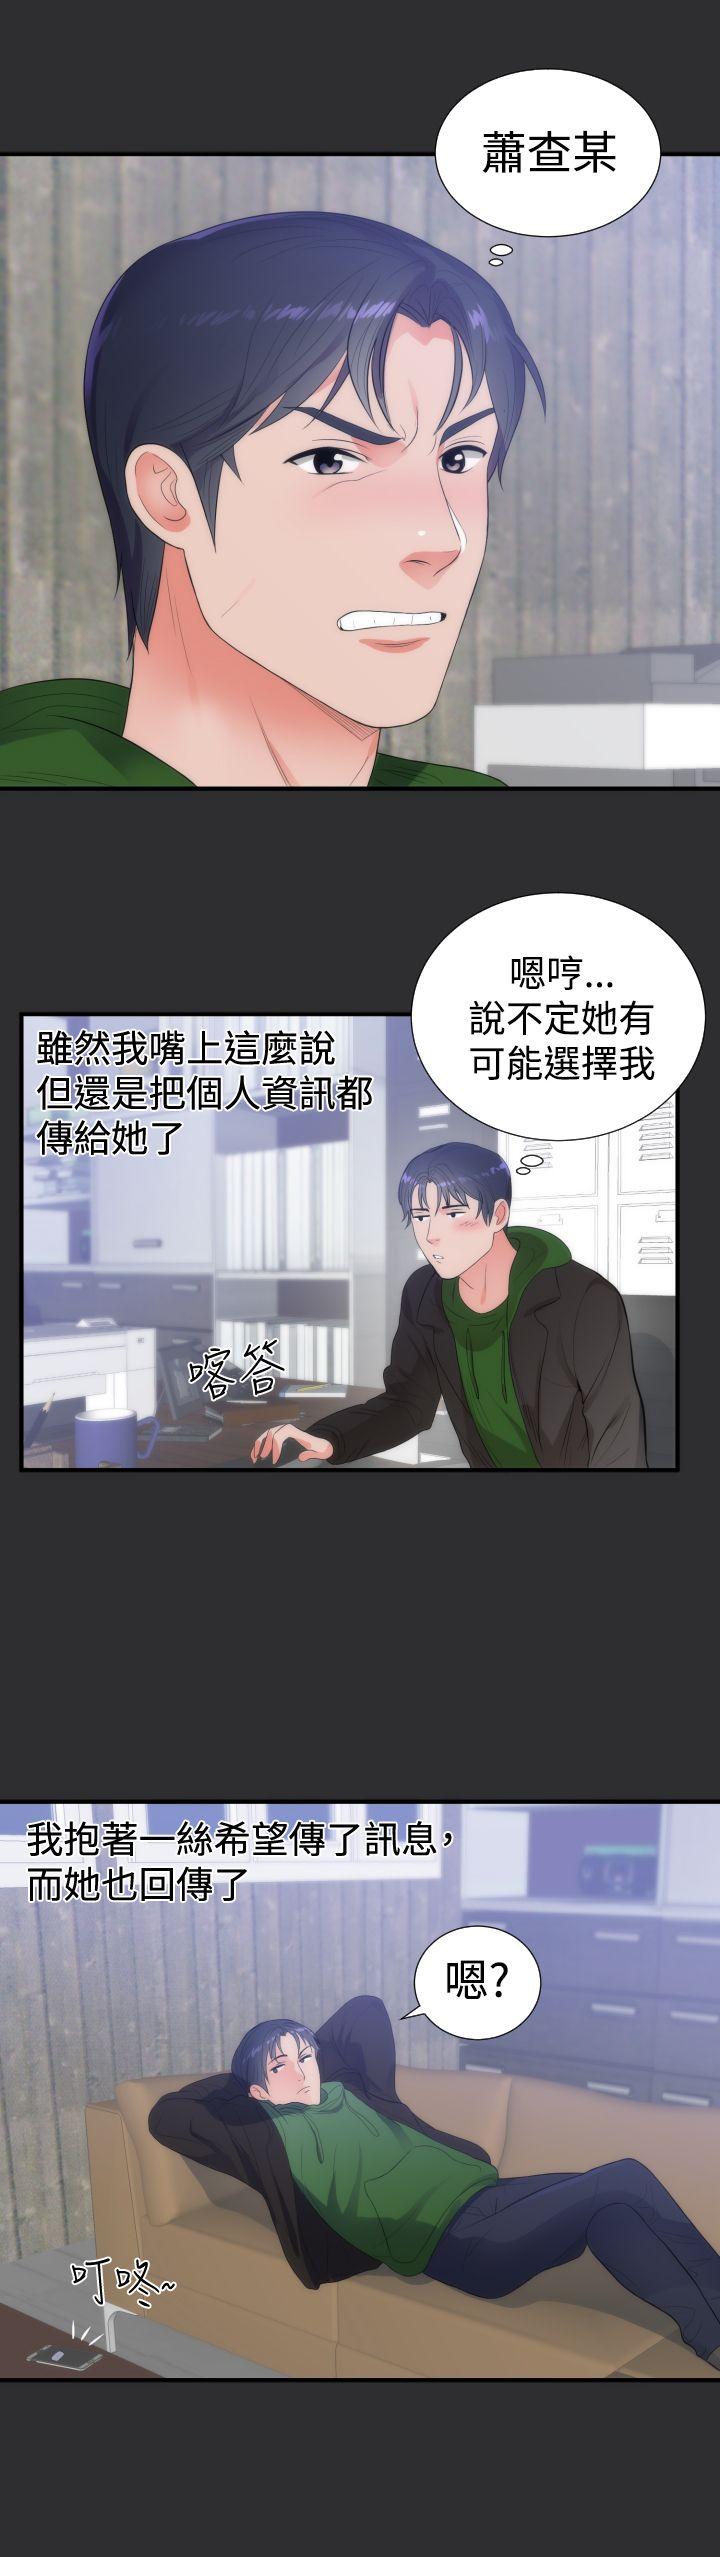 蕭查某
嗯哼...
說不定她有
可能選擇我
雖然我嘴上這麼說
但還是把個人資訊都
傳給她了
喀答
我抱著一絲希望傳了訊息，
而她也回傳了
嗯?
叮咚~